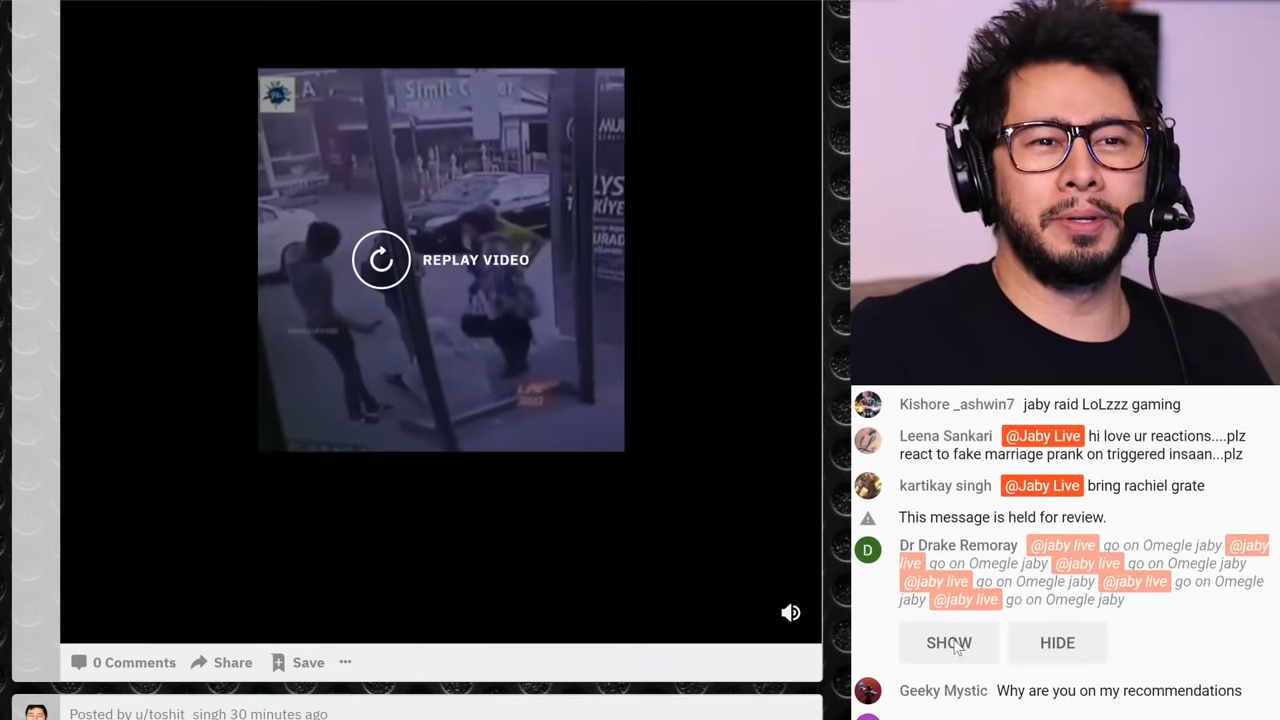 A
Simit C
REPLAY VIDEO
0 Comments
Share
Save
Posted by u/toshit_singh 30 minutes ago
Kishore _ashwin7 jaby raid LoLzzz gaming
Leena Sankari @Jaby Live hi love ur reactions....plz
react to fake marriage prank on triggered insaan...plz
kartikay singh @Jaby Live bring rachiel grate
This message is held for review.
D
Dr Drake Remoray @jaby live go on Omegle jaby @jaby
live go on Omegle jaby @jaby live go on Omegle jaby
@jaby live go on Omegle jaby @jaby live go on Omegle
jaby @jaby live go on Omegle jaby
SHOW
HIDE
Geeky Mystic Why are you on my recommendations